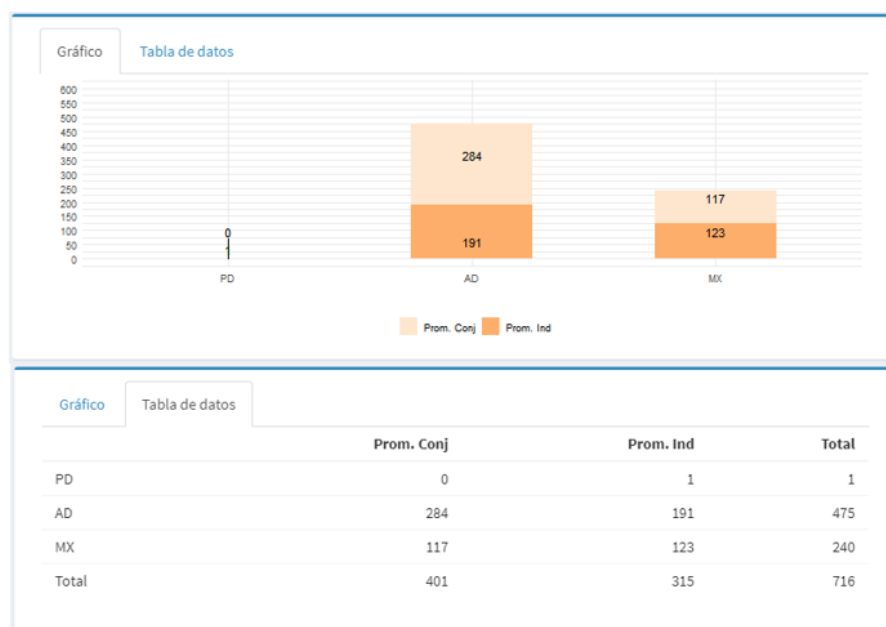 Gráfico Tabla de datos
600
550
500
450
400
350
300
250
200
150
100
50
0
284
117
0
123
191
1
PD AD MX
Prom. Conj Prom. Ind
Gráfico Tabla de datos
Prom. Conj Prom. Ind Total
PD 0 1 1
AD 284 191 475
MX 117 123 240
Total 401 315 716